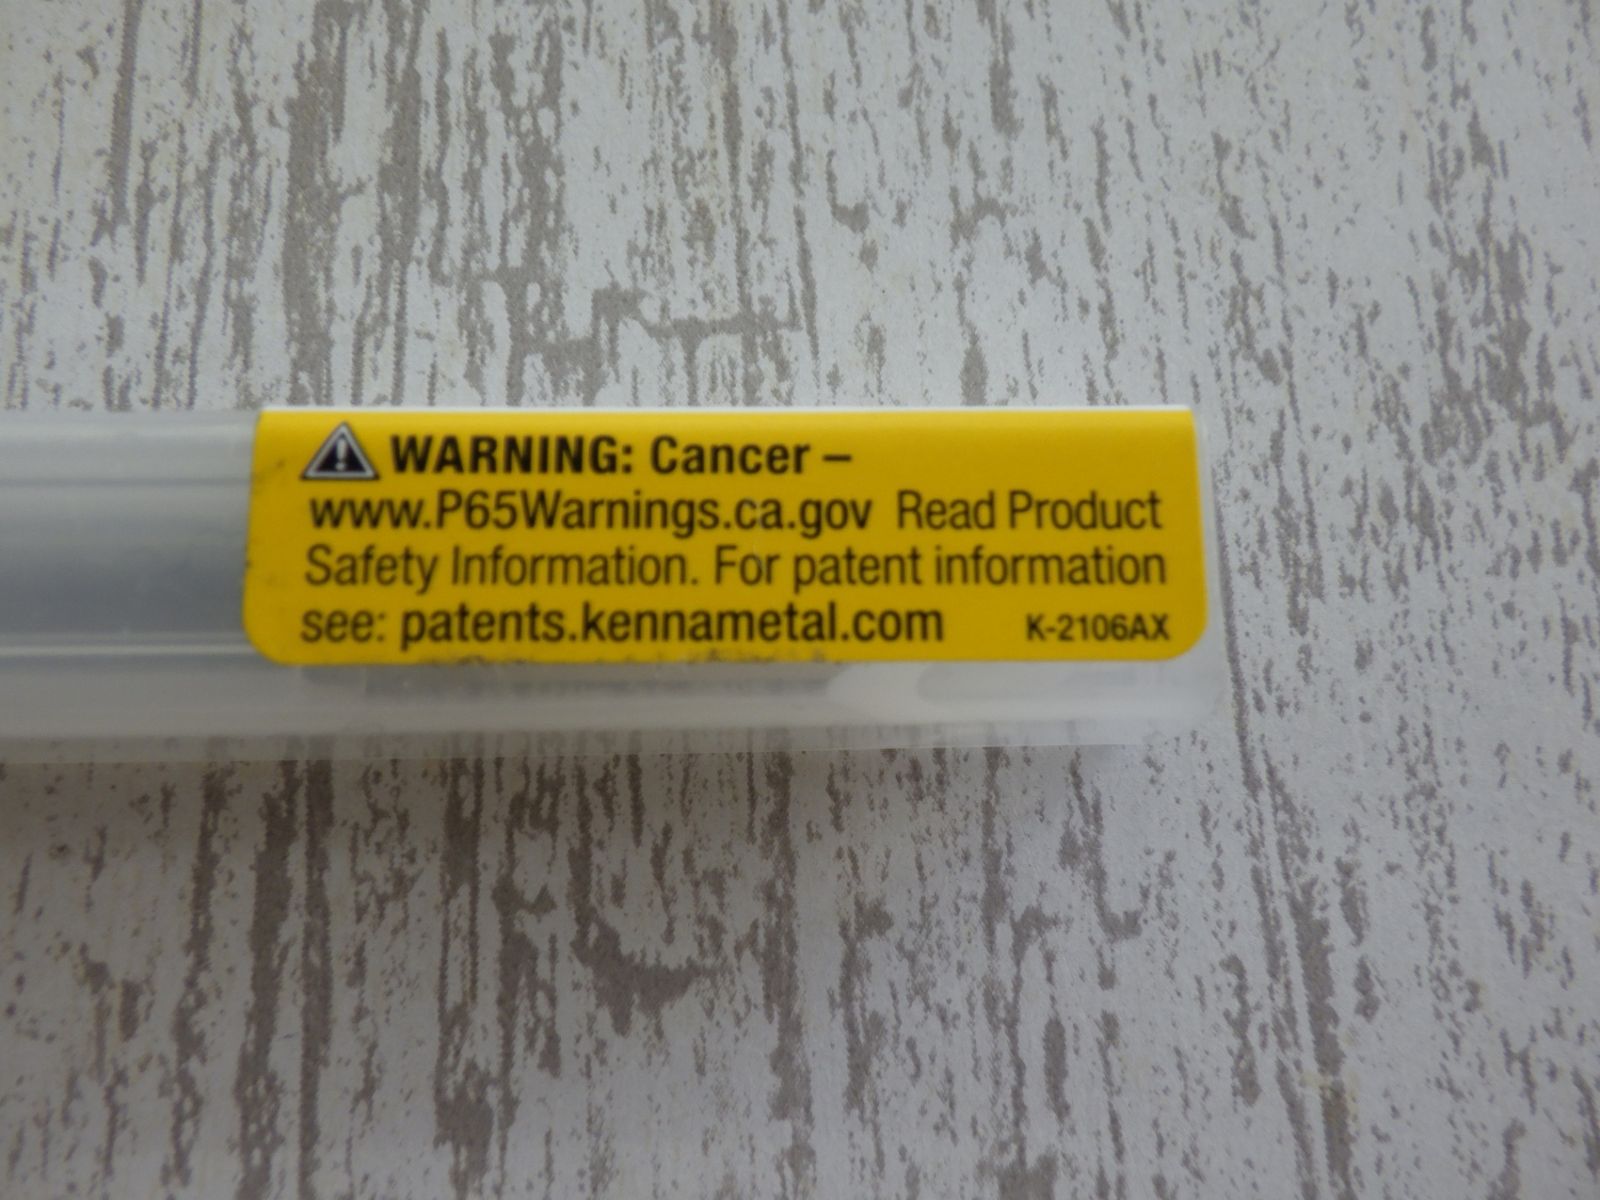 WARNING: Cancer –
www.P65Warnings.ca.gov Read Product
Safety Information. For patent information
see: patents.kennametal.com K-2106AX